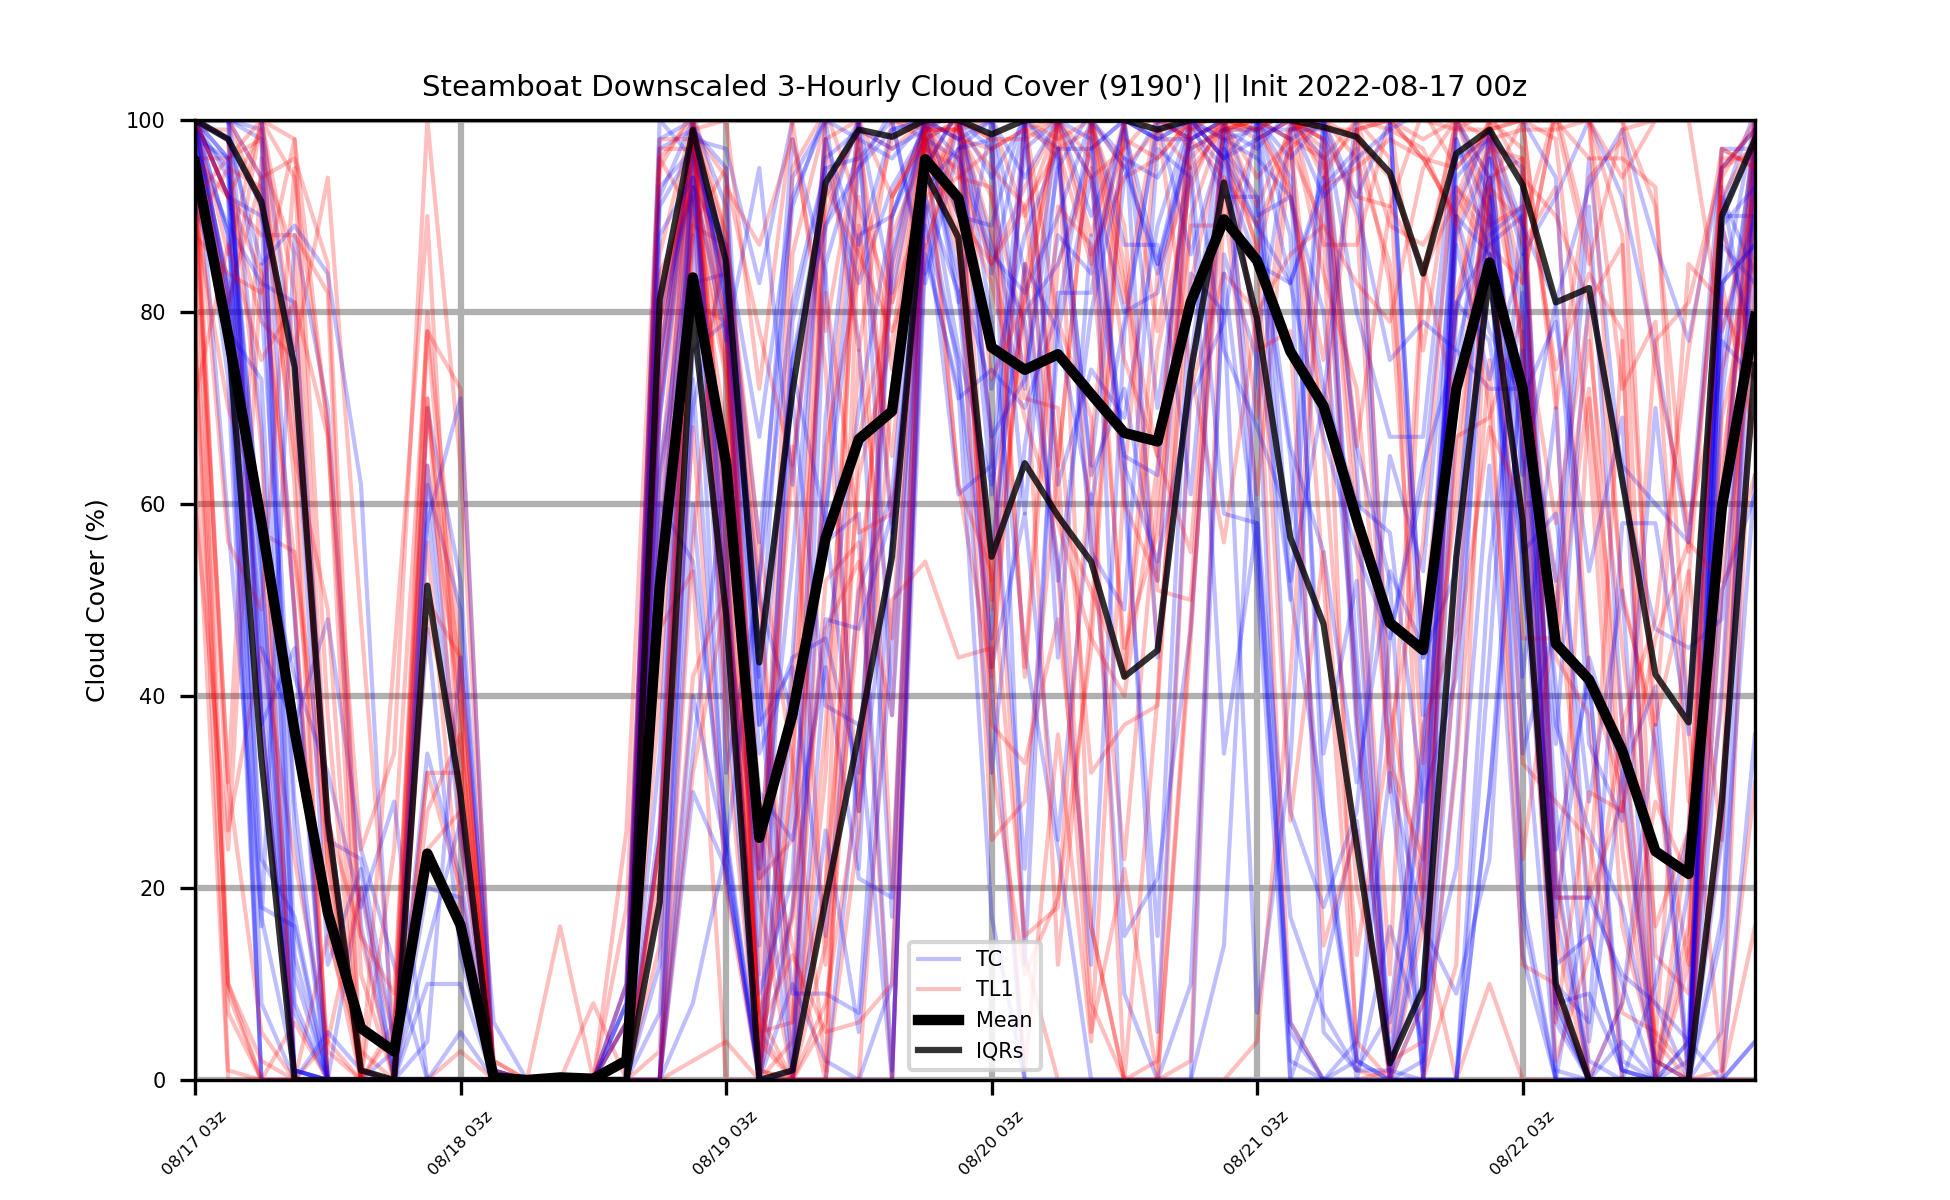 Steamboat Downscaled 3-Hourly Cloud Cover (9190') || Init 2022-08-17 00z
Cloud Cover (%)
100
80
60
40
20
0
TC
TL1
Mean
IQRs
08/17 03z
08/18 03z
08/19 03z
08/20 03z
08/21 03z
08/22 03z